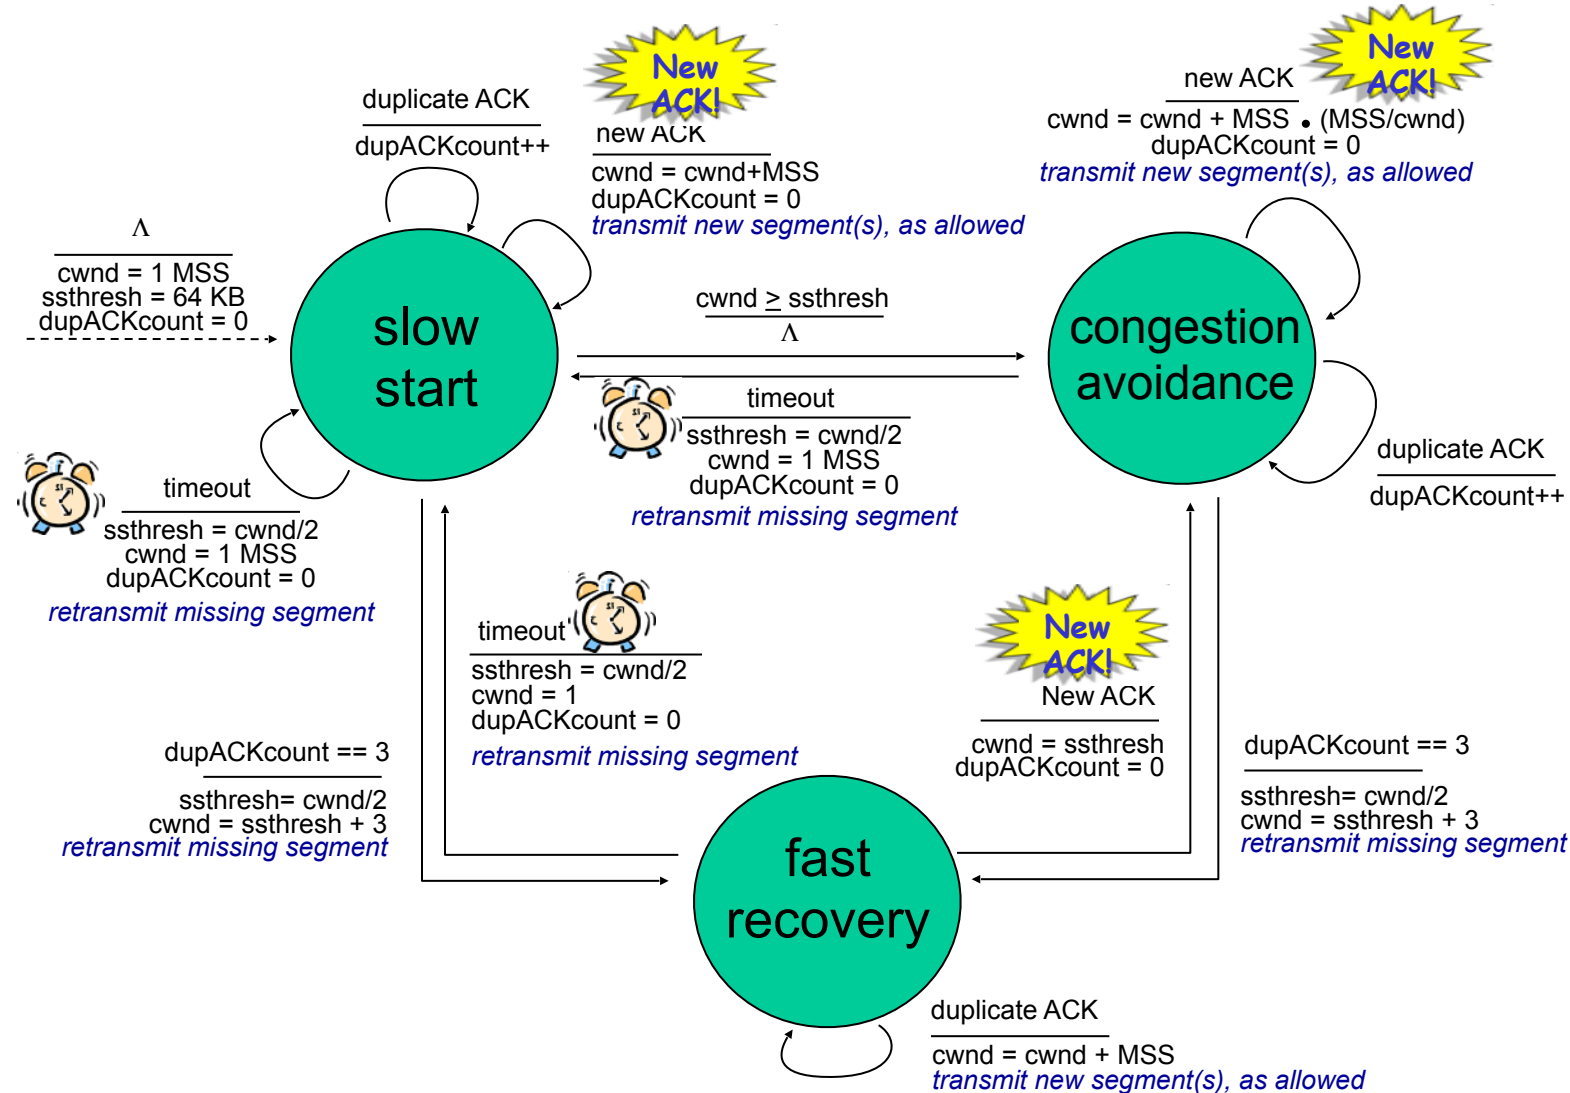 New
ACK!
duplicate ACK
dupACKcount++
new ACK
cwnd = cwnd+MSS
dupACKcount = 0
transmit new segment(s), as allowed
New
ACK!
new ACK
cwnd = cwnd + MSS • (MSS/cwnd)
dupACKcount = 0
transmit new segment(s), as allowed
Λ
cwnd = 1 MSS
ssthresh = 64 KB
dupACKcount = 0
slow
start
cwnd ≥ ssthresh
Λ
congestion
avoidance
timeout
ssthresh = cwnd/2
cwnd = 1 MSS
dupACKcount = 0
retransmit missing segment
duplicate ACK
dupACKcount++
timeout
ssthresh = cwnd/2
cwnd = 1 MSS
dupACKcount = 0
retransmit missing segment
timeout
ssthresh = cwnd/2
cwnd = 1
dupACKcount = 0
retransmit missing segment
New
ACK!
New ACK
cwnd = ssthresh
dupACKcount = 0
dupACKcount == 3
ssthresh= cwnd/2
cwnd = ssthresh + 3
retransmit missing segment
dupACKcount == 3
ssthresh= cwnd/2
cwnd = ssthresh + 3
retransmit missing segment
fast
recovery
duplicate ACK
cwnd = cwnd + MSS
transmit new segment(s), as allowed